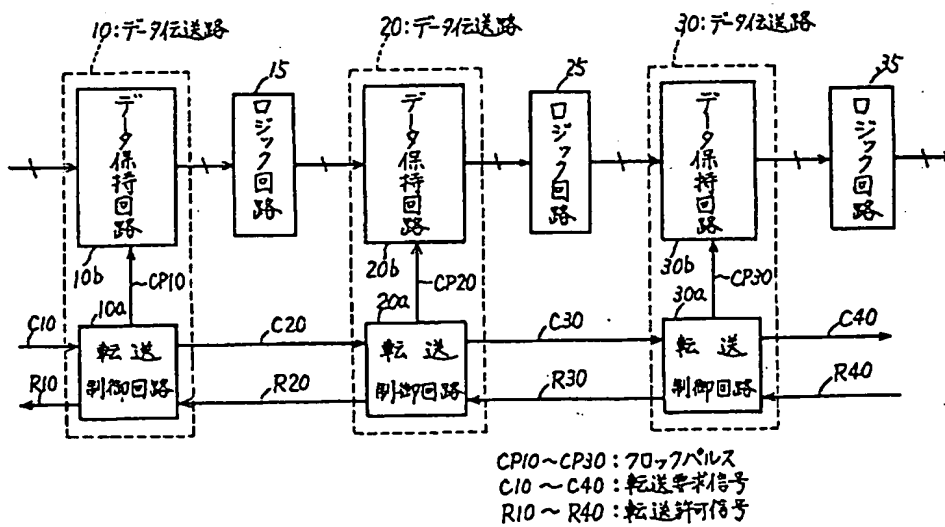 10:データ伝送路
20:データ伝送路
30:データ伝送路
15
25
35
データ保持回路
ロジック回路
データ保持回路
ロジック回路
データ保持回路
ロジック回路
10b
20b
30b
CP10
CP20
CP30
10a
20a
30a
C10
C20
C30
C40
転送
制御回路
転送
制御回路
転送
制御回路
R10
R20
R30
R40
CP10~CP30:クロックパルス
C10~C40:転送要求信号
R10~R40:転送許可信号